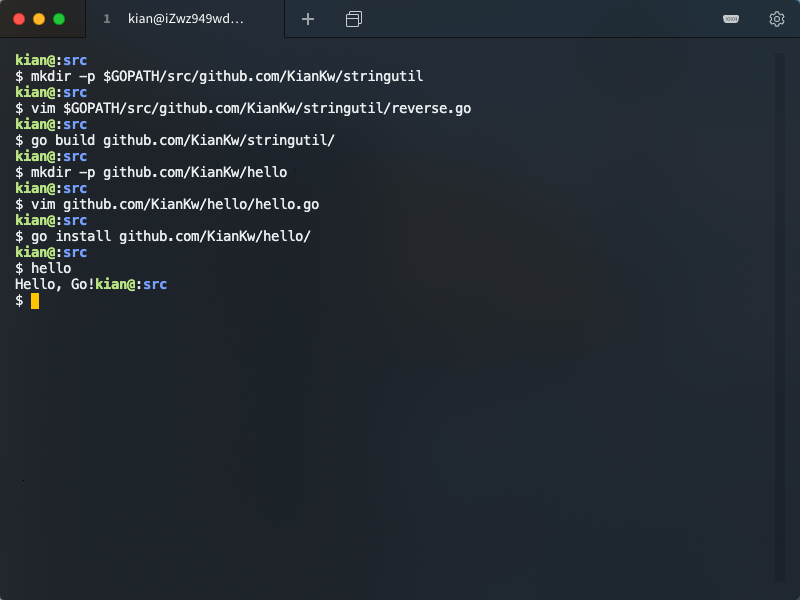 1 kian@iZwz949wd...
kian@:src
$ mkdir -p $GOPATH/src/github.com/KianKw/stringutil
kian@:src
$ vim $GOPATH/src/github.com/KianKw/stringutil/reverse.go
kian@:src
$ go build github.com/KianKw/stringutil/
kian@:src
$ mkdir -p github.com/KianKw/hello
kian@:src
$ vim github.com/KianKw/hello/hello.go
kian@:src
$ go install github.com/KianKw/hello/
kian@:src
$ hello
Hello, Go!kian@:src
$